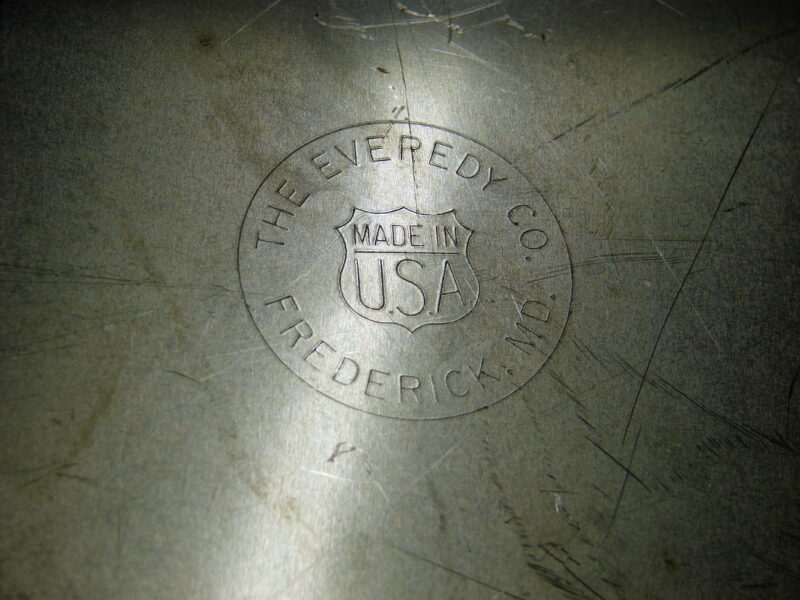 THE EVEREDY CO.
MADE IN
U.S.A.
FREDERICK, MD.